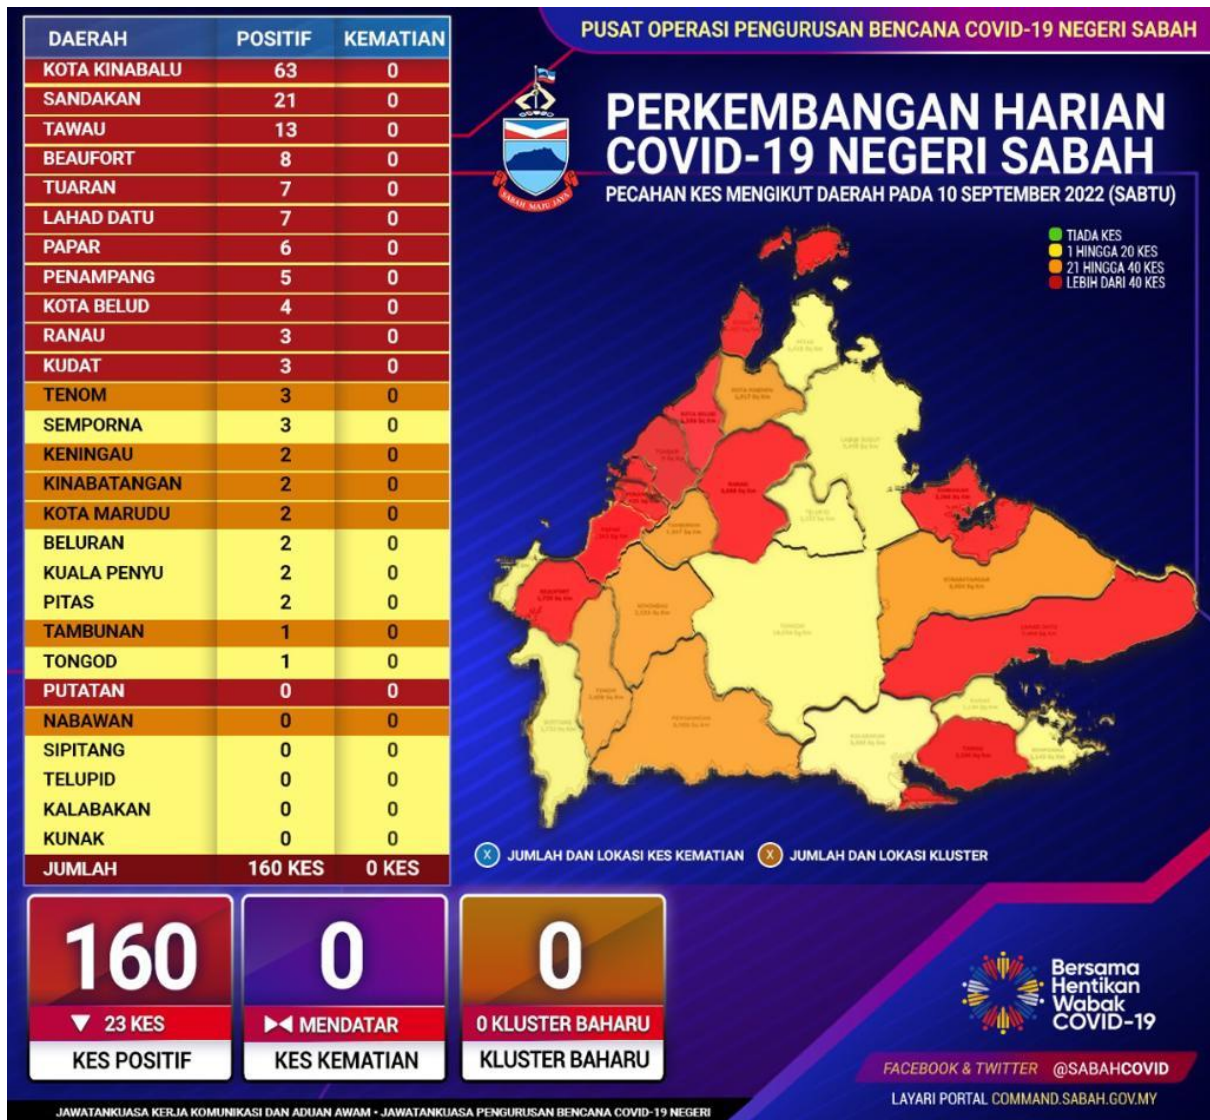 DAERAH POSITIF KEMATIAN
KOTA KINABALU 63 0
SANDAKAN 21 0
TAWAU 13 0
BEAUFORT 8 0
TUARAN 7 0
LAHAD DATU 7 0
PAPAR 6 0
PENAMPANG 5 0
KOTA BELUD 4 0
RANAU 3 0
KUDAT 3 0
TENOM 3 0
SEMPORNA 3 0
KENINGAU 2 0
KINABATANGAN 2 0
KOTA MARUDU 2 0
BELURAN 2 0
KUALA PENYU 2 0
PITAS 2 0
TAMBUNAN 1 0
TONGOD 1 0
PUTATAN 0 0
NABAWAN 0 0
SIPITANG 0 0
TELUPID 0 0
KALABAKAN 0 0
KUNAK 0 0
JUMLAH 160 KES 0 KES
PUSAT OPERASI PENGURUSAN BENCANA COVID-19 NEGERI SABAH
SABAH MAJU JAYA
PERKEMBANGAN HARIAN
COVID-19 NEGERI SABAH
PECAHAN KES MENGIKUT DAERAH PADA 10 SEPTEMBER 2022 (SABTU)
TIADA KES
1 HINGGA 20 KES
21 HINGGA 40 KES
LEBIH DARI 40 KES
X JUMLAH DAN LOKASI KES KEMATIAN
X JUMLAH DAN LOKASI KLUSTER
160
▼ 23 KES
KES POSITIF
0
MENDATAR
KES KEMATIAN
0
0 KLUSTER BAHARU
KLUSTER BAHARU
Bersama
Hentikan
Wabak
COVID-19
FACEBOOK & TWITTER @SABAHCOVID
LAYARI PORTAL COMMAND.SABAH.GOV.MY
JAWATANKUASA KERJA KOMUNIKASI DAN ADUAN AWAM • JAWATANKUASA PENGURUSAN BENCANA COVID-19 NEGERI